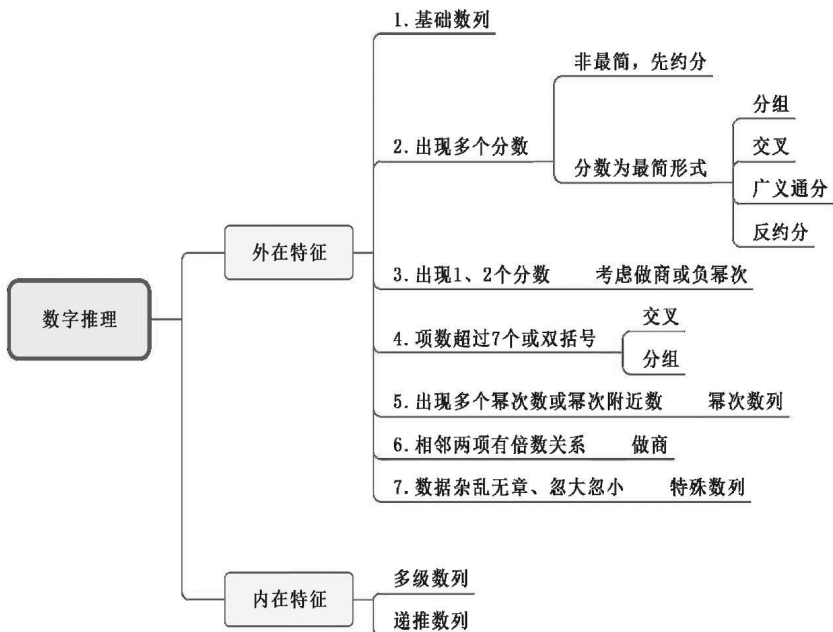 1.基础数列
非最简，先约分
分组
2.出现多个分数
交叉
分数为最简形式
广义通分
反约分
外在特征
3.出现1、2个分数 考虑做商或负幂次
数字推理
交叉
4.项数超过7个或双括号
分组
5.出现多个幂次数或幂次附近数 幂次数列
6.相邻两项有倍数关系 做商
7.数据杂乱无章、忽大忽小 特殊数列
多级数列
内在特征
递推数列